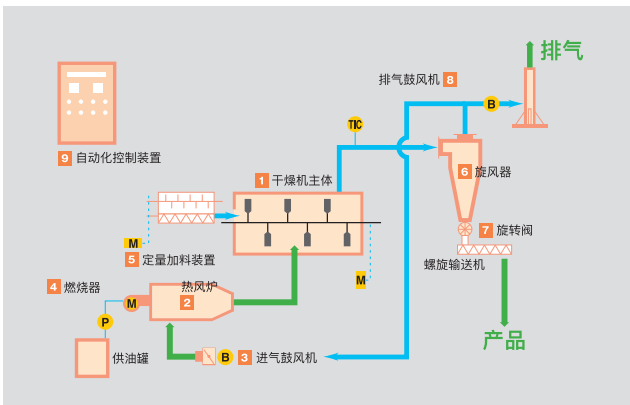 排气
排气鼓风机 8
B
TIC
9 自动化控制装置
1 干燥机主体
6 旋风器
7 旋转阀
M
5 定量加料装置
螺旋输送机
M
4 燃烧器
热风炉
2
M
P
产品
供油罐
B
3 进气鼓风机